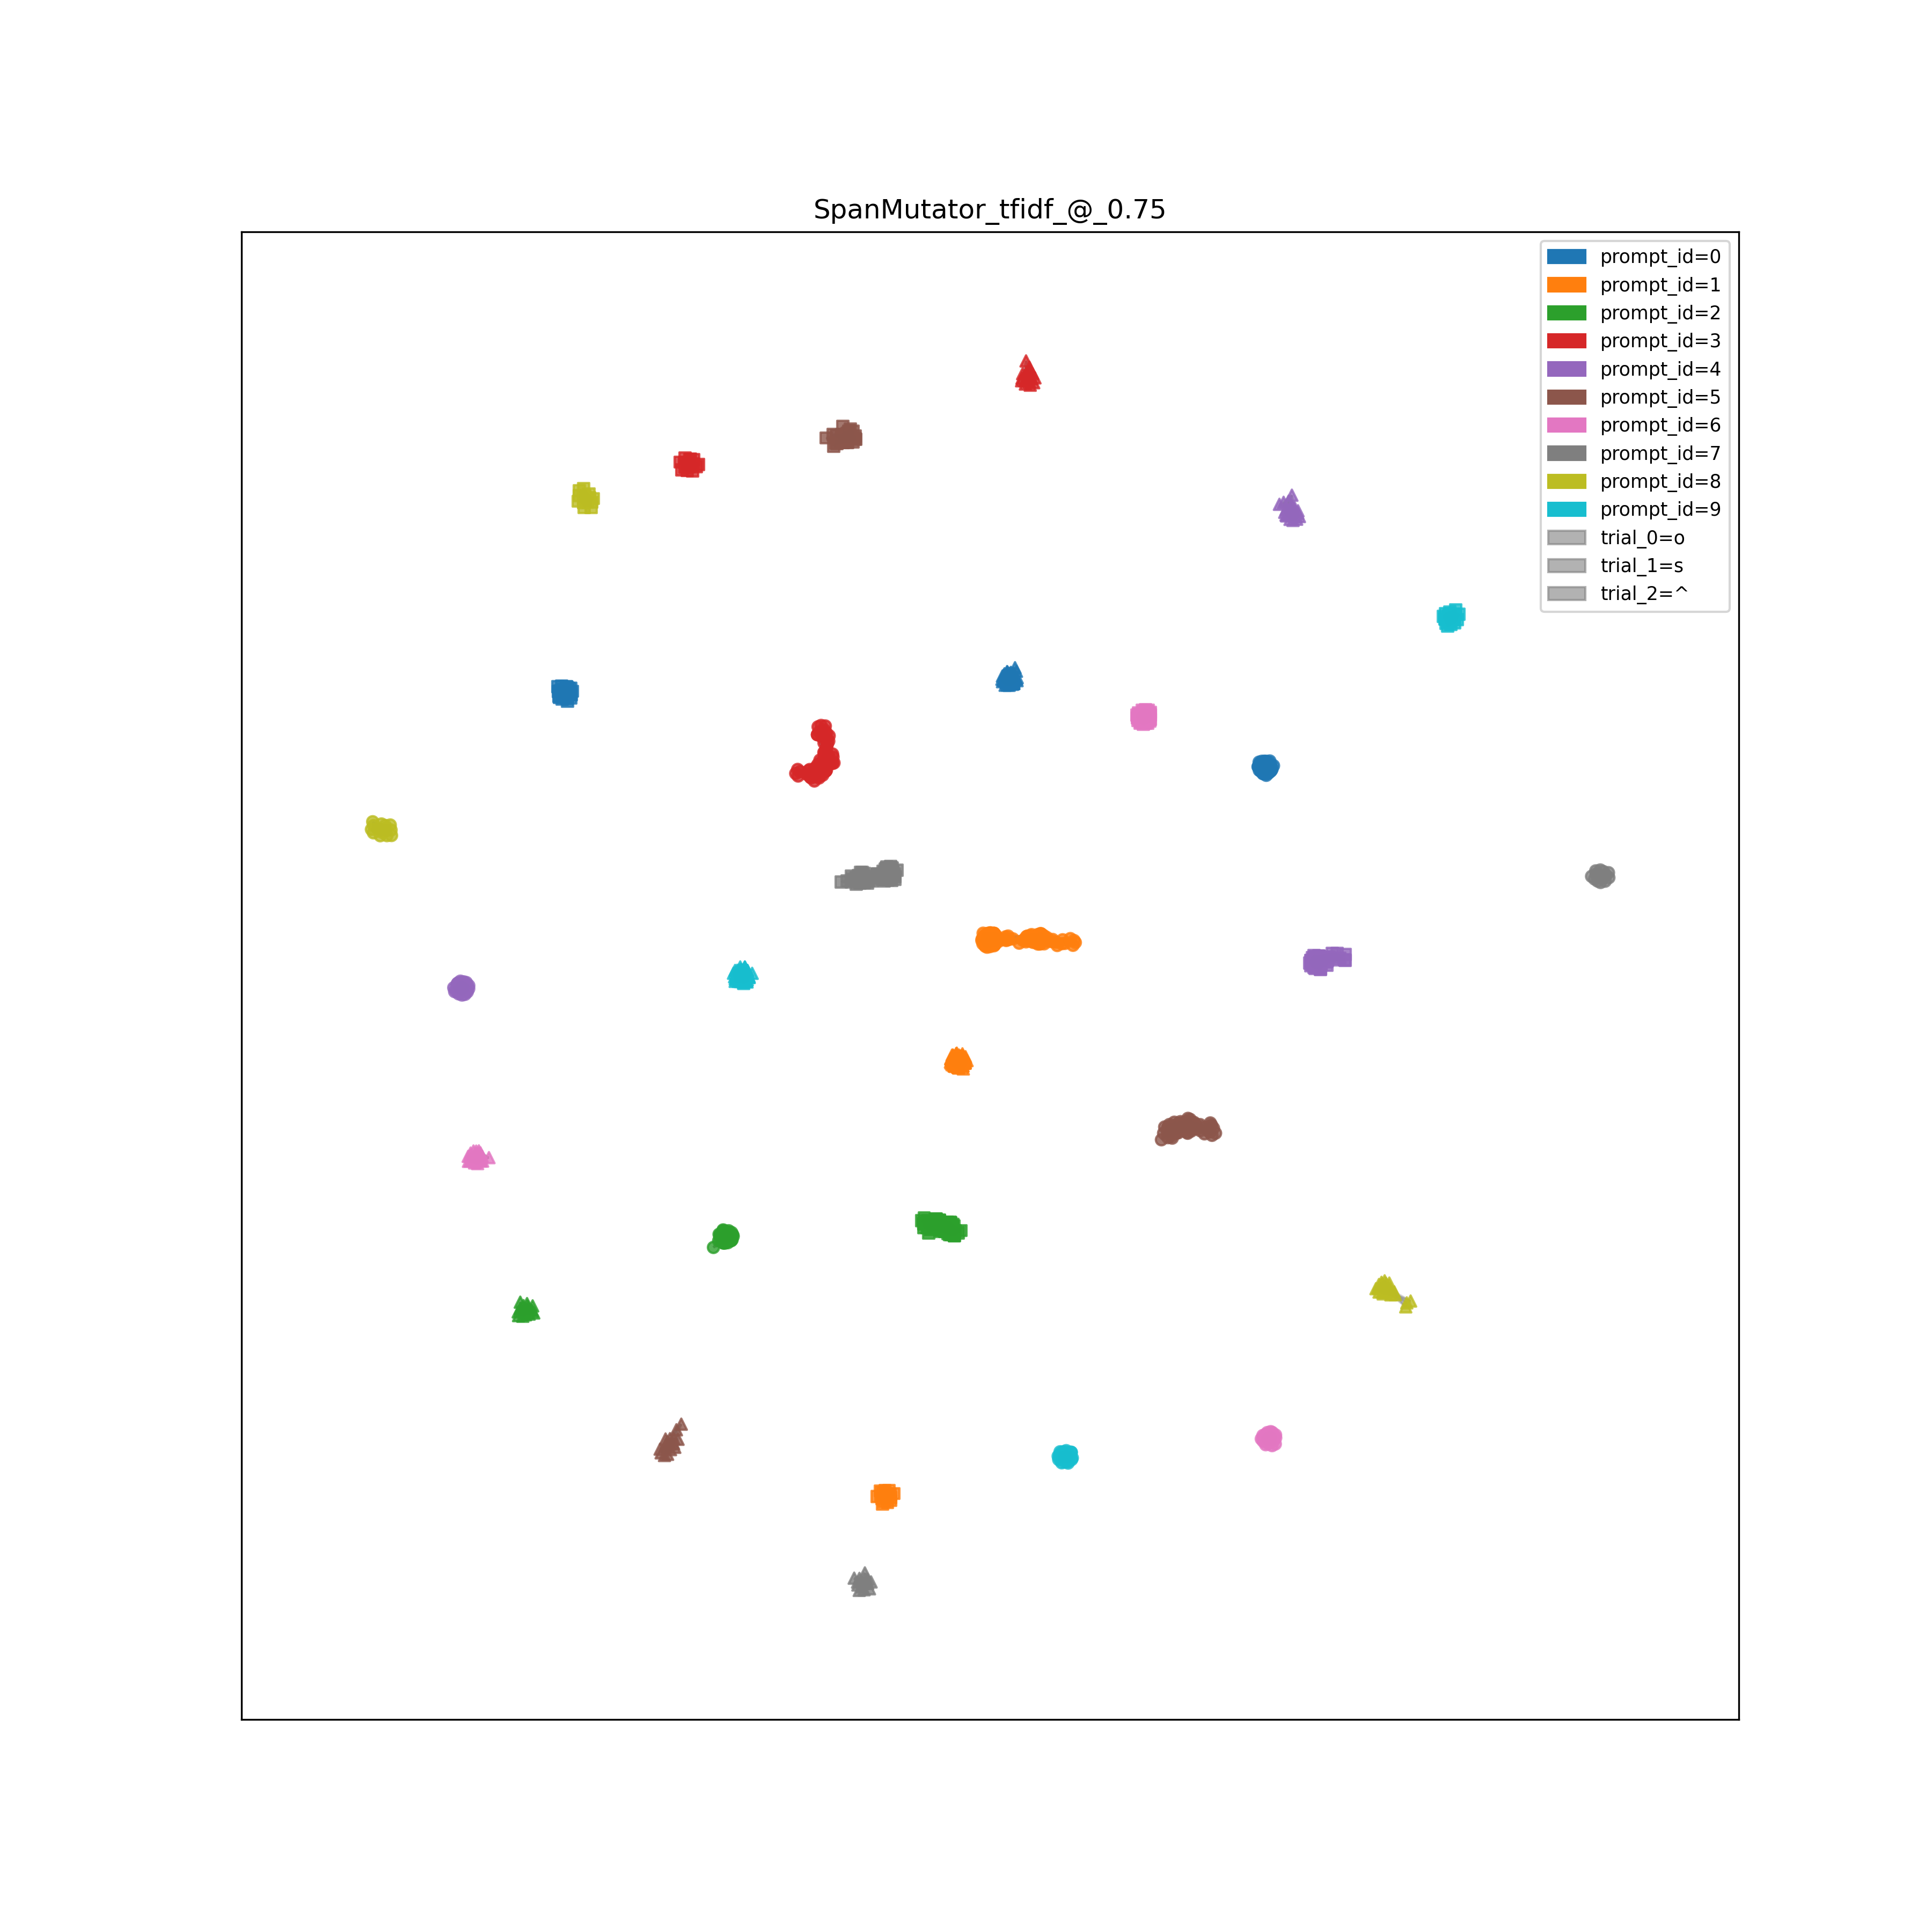 SpanMutator_tfidf_@_0.75
prompt_id=0
prompt_id=1
prompt_id=2
prompt_id=3
prompt_id=4
prompt_id=5
prompt_id=6
prompt_id=7
prompt_id=8
prompt_id=9
trial_0=o
trial_1=s
trial_2=^